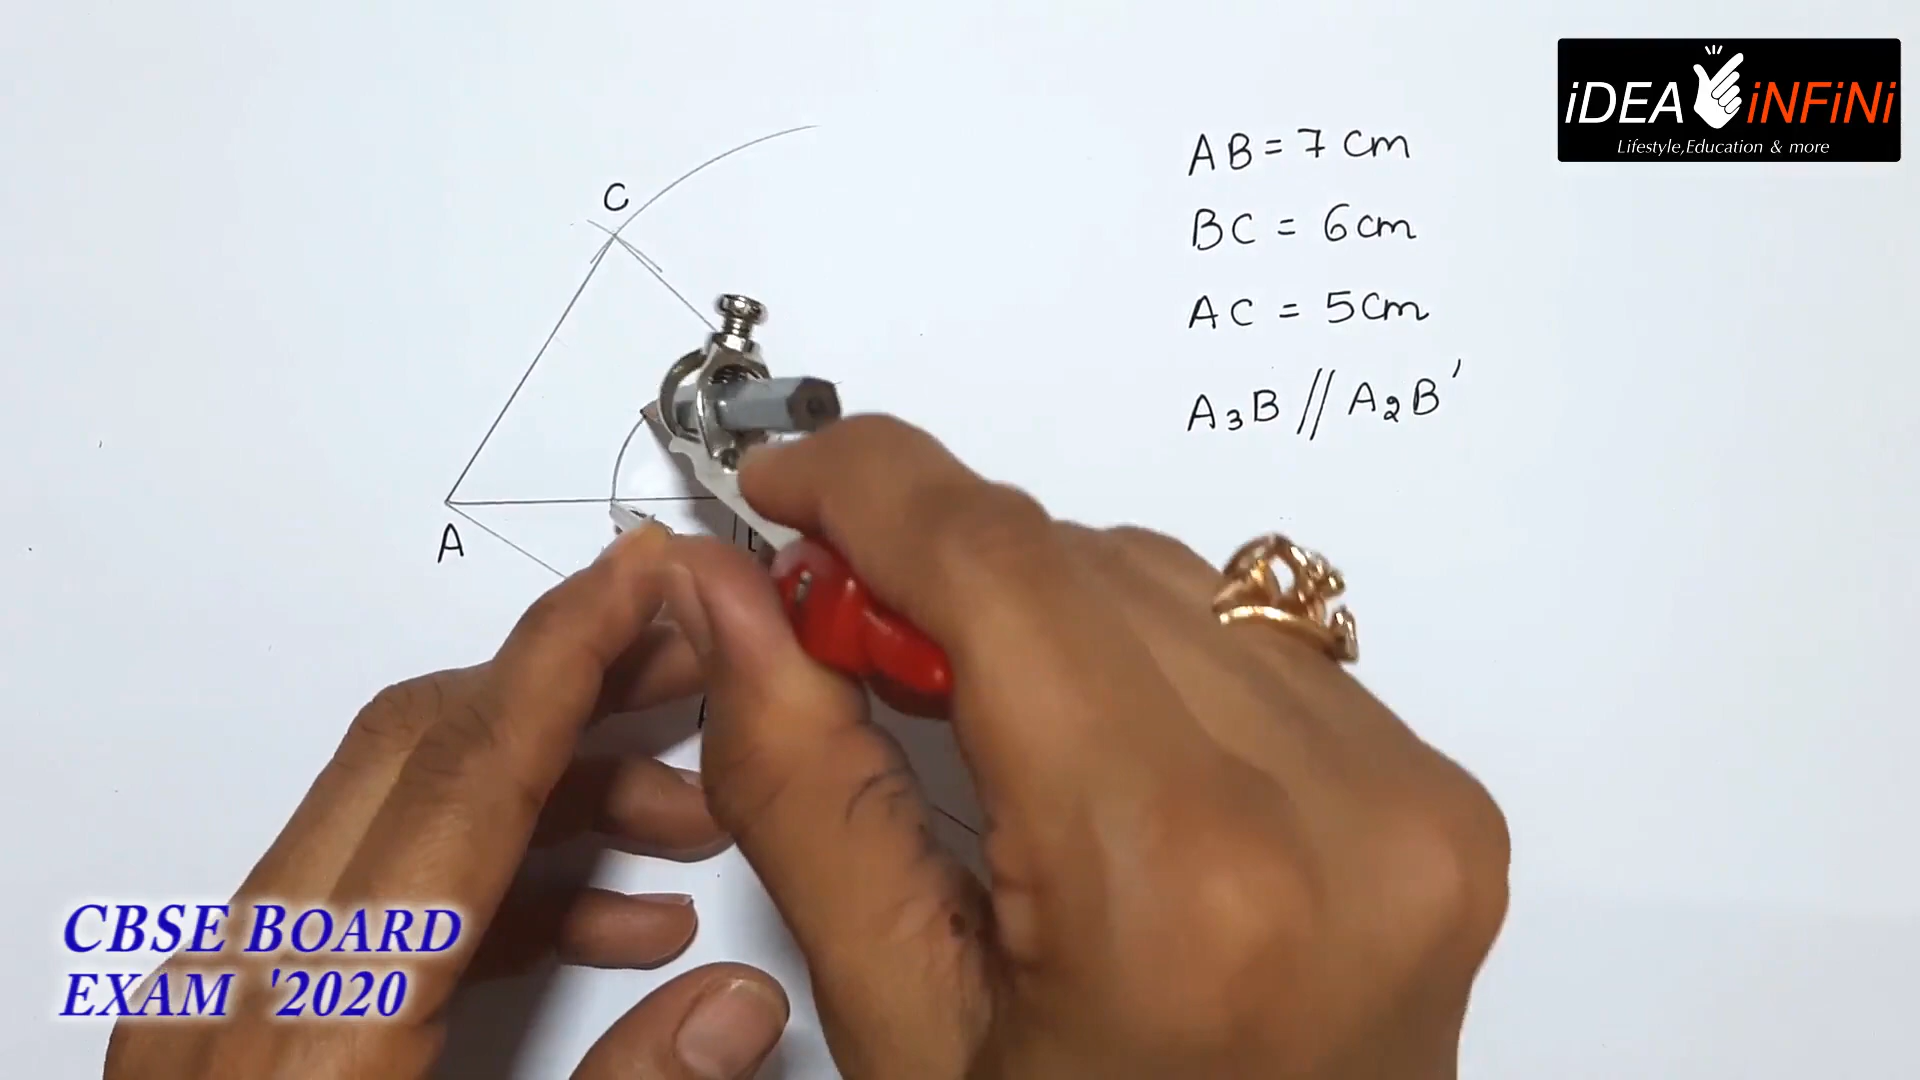 iDEA iNFiNi
Lifestyle,Education & more
AB = 7 cm
BC = 6 cm
AC = 5 cm
A₃B // A₂B'
C
A
CBSE BOARD
EXAM '2020